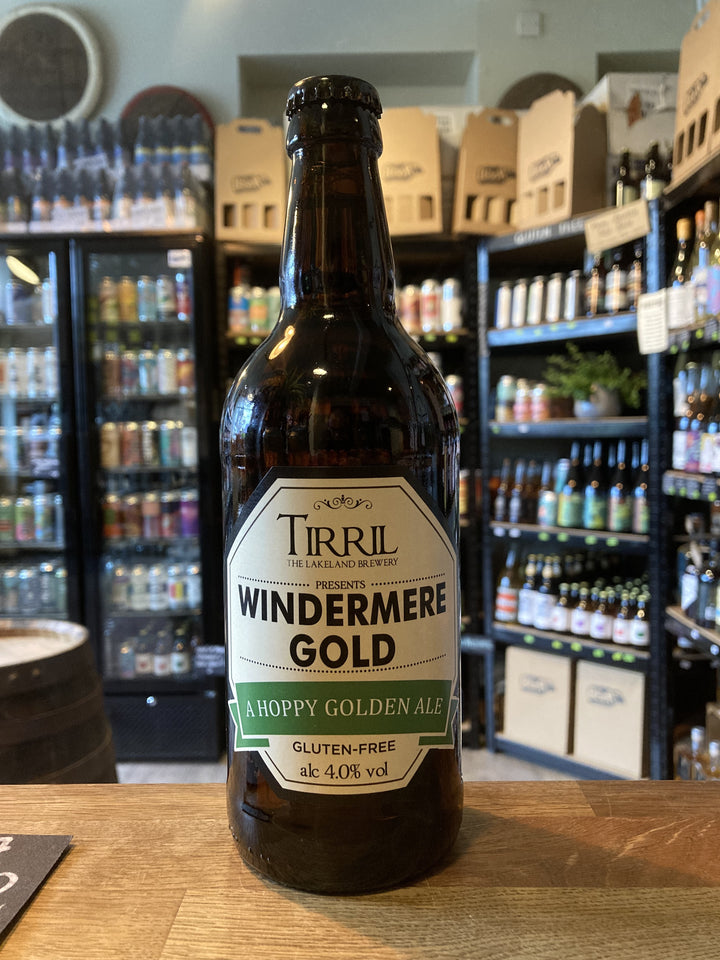 TIRRIL
THE LAKELAND BREWERY
PRESENTS
WINDERMERE
GOLD
A HOPPY GOLDEN ALE
GLUTEN-FREE
alc 4.0% vol